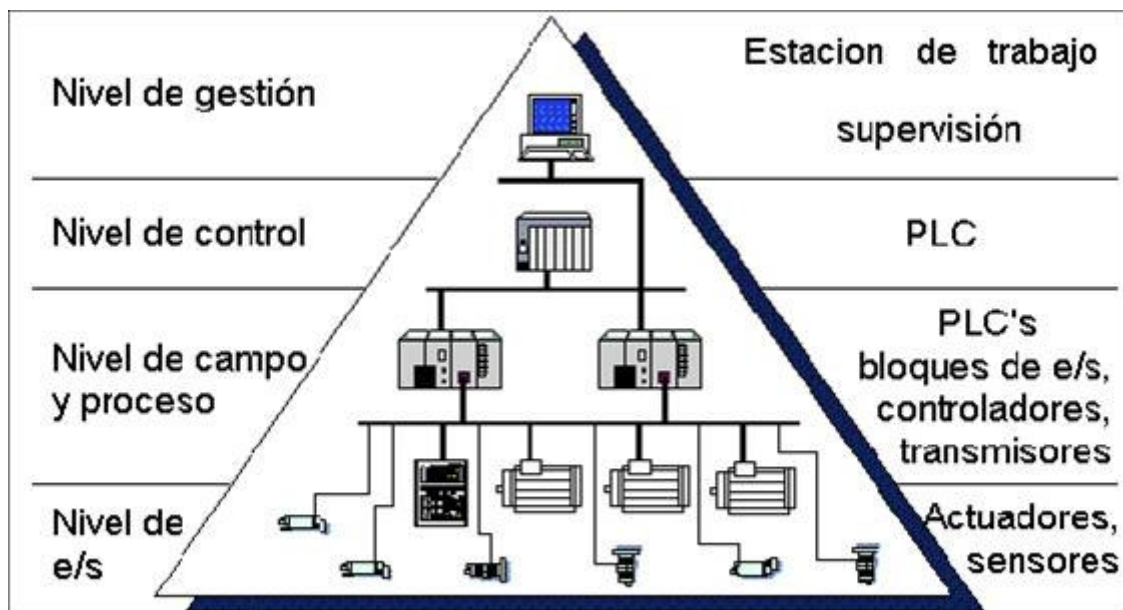 Nivel de gestión
Estacion de trabajo
supervisión
Nivel de control
PLC
Nivel de campo
y proceso
PLC's
bloques de e/s,
controladores,
transmisores
Nivel de
e/s
Actuadores,
sensores